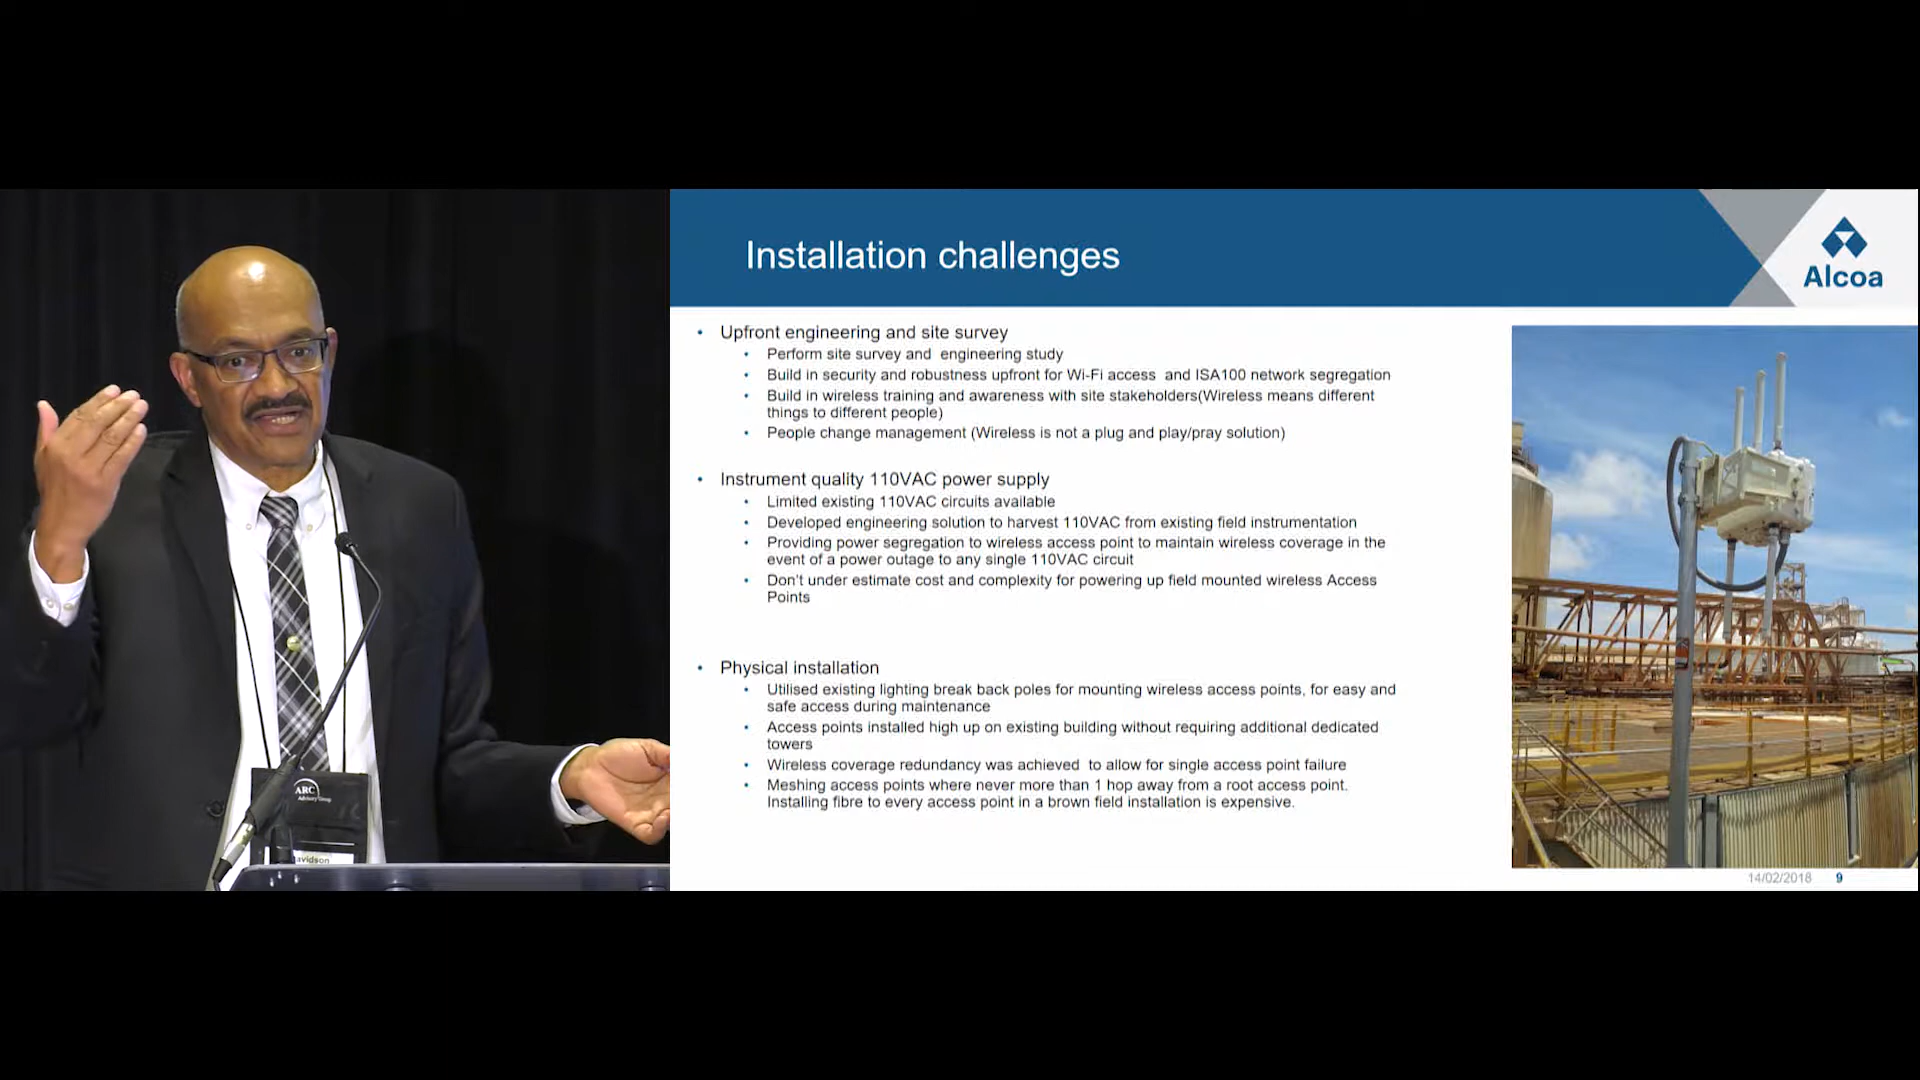 Installation challenges
Alcoa
• Upfront engineering and site survey
• Perform site survey and engineering study
• Build in security and robustness upfront for Wi-Fi access and ISA100 network segregation
• Build in wireless training and awareness with site stakeholders(Wireless means different
things to different people)
• People change management (Wireless is not a plug and play/pray solution)
• Instrument quality 110VAC power supply
• Limited existing 110VAC circuits available
• Developed engineering solution to harvest 110VAC from existing field instrumentation
• Providing power segregation to wireless access point to maintain wireless coverage in the
event of a power outage to any single 110VAC circuit
• Don't under estimate cost and complexity for powering up field mounted wireless Access
Points
• Physical installation
• Utilised existing lighting break back poles for mounting wireless access points, for easy and
safe access during maintenance
• Access points installed high up on existing building without requiring additional dedicated
towers
• Wireless coverage redundancy was achieved to allow for single access point failure
• Meshing access points where never more than 1 hop away from a root access point.
Installing fibre to every access point in a brown field installation is expensive.
14/02/2018 9
ARC
Advisory Group
avidson